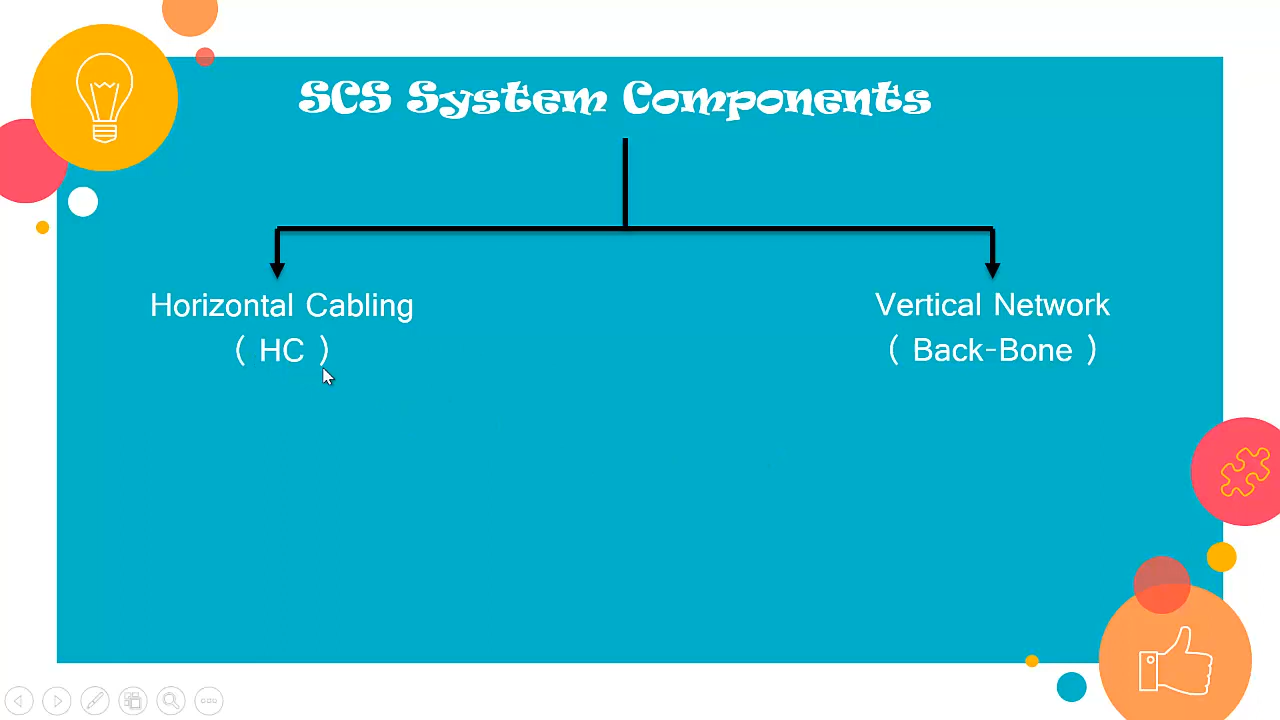 SCS System Components
Horizontal Cabling
( HC )
Vertical Network
( Back-Bone )